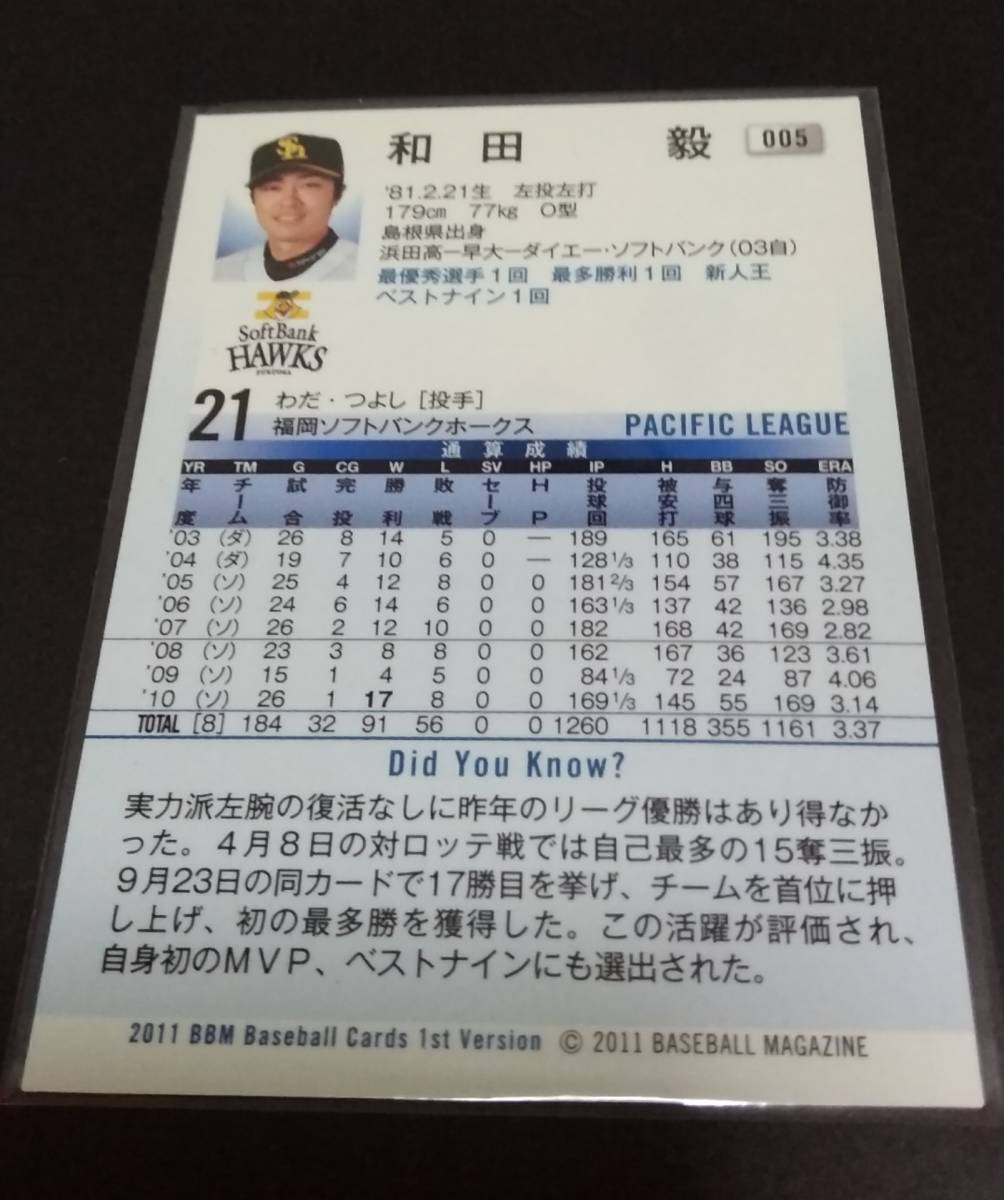 和田 毅 005
'81.2.21生 左投左打
179㎝ 77㎏ O型
島根県出身
浜田高ー早大ーダイエー・ソフトバンク(03自)
最優秀選手1回 最多勝利1回 新人王
ベストナイン1回
Sh
SoftBank
HAWKS
FUKUOKA
21 わだ・つよし[投手]
福岡ソフトバンクホークス PACIFIC LEAGUE
通算成績
YR TM G CG W L SV HP IP H BB SO ERA
年度 チーム 試合 完投 勝利 敗戦 セーブ HP 投球回 被安打 与四球 奪三振 防御率
'03 (ダ) 26 8 14 5 0 — 189 165 61 195 3.38
'04 (ダ) 19 7 10 6 0 — 128 1/3 110 38 115 4.35
'05 (ソ) 25 4 12 8 0 0 181 2/3 154 57 167 3.27
'06 (ソ) 24 6 14 6 0 0 163 1/3 137 42 136 2.98
'07 (ソ) 26 2 12 10 0 0 182 168 42 169 2.82
'08 (ソ) 23 3 8 8 0 0 162 167 36 123 3.61
'09 (ソ) 15 1 4 5 0 0 84 1/3 72 24 87 4.06
'10 (ソ) 26 1 17 8 0 0 169 1/3 145 55 169 3.14
TOTAL [8] 184 32 91 56 0 0 1260 1118 355 1161 3.37
Did You Know?
実力派左腕の復活なしに昨年のリーグ優勝はあり得なか
った。4月8日の対ロッテ戦では自己最多の15奪三振。
9月23日の同カードで17勝目を挙げ、チームを首位に押
し上げ、初の最多勝を獲得した。この活躍が評価され、
自身初のMVP、ベストナインにも選出された。
2011 BBM Baseball Cards 1st Version © 2011 BASEBALL MAGAZINE